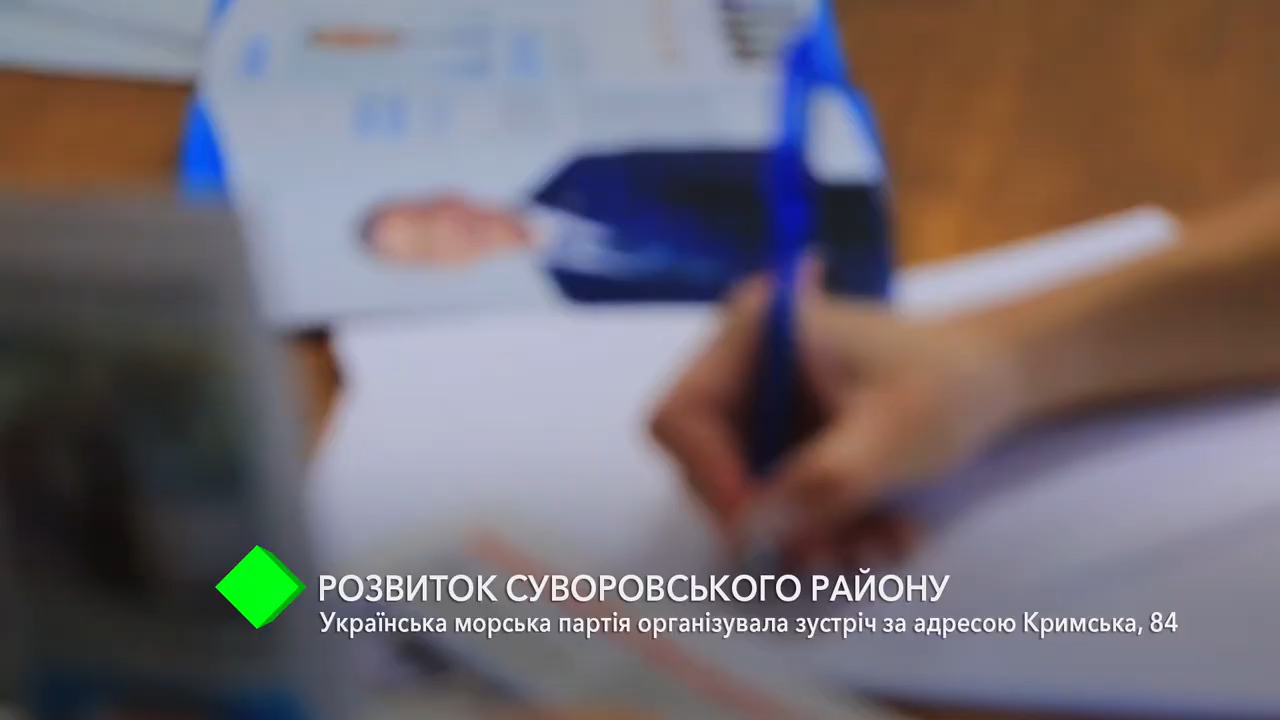 РОЗВИТОК СУВОРОВСЬКОГО РАЙОНУ
Українська морська партія організувала зустріч за адресою Кримська, 84